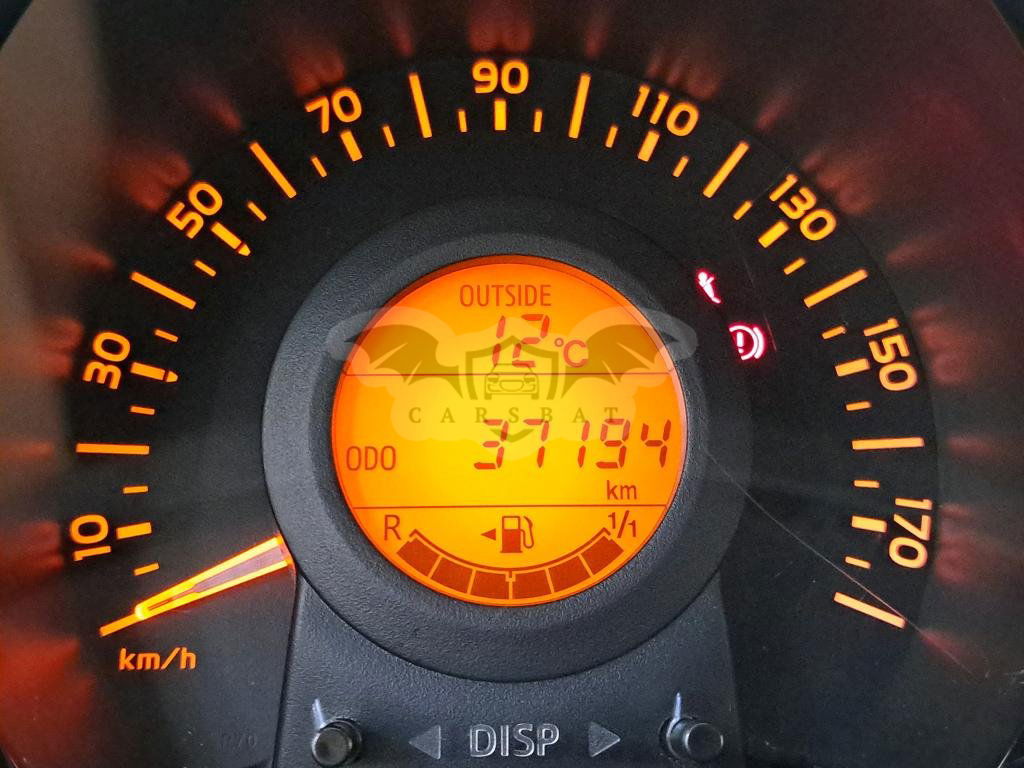 10
30
50
70
90
110
130
150
170
km/h
OUTSIDE
12°C
CARSBAT
ODO 37194
km
R 1/1
DISP